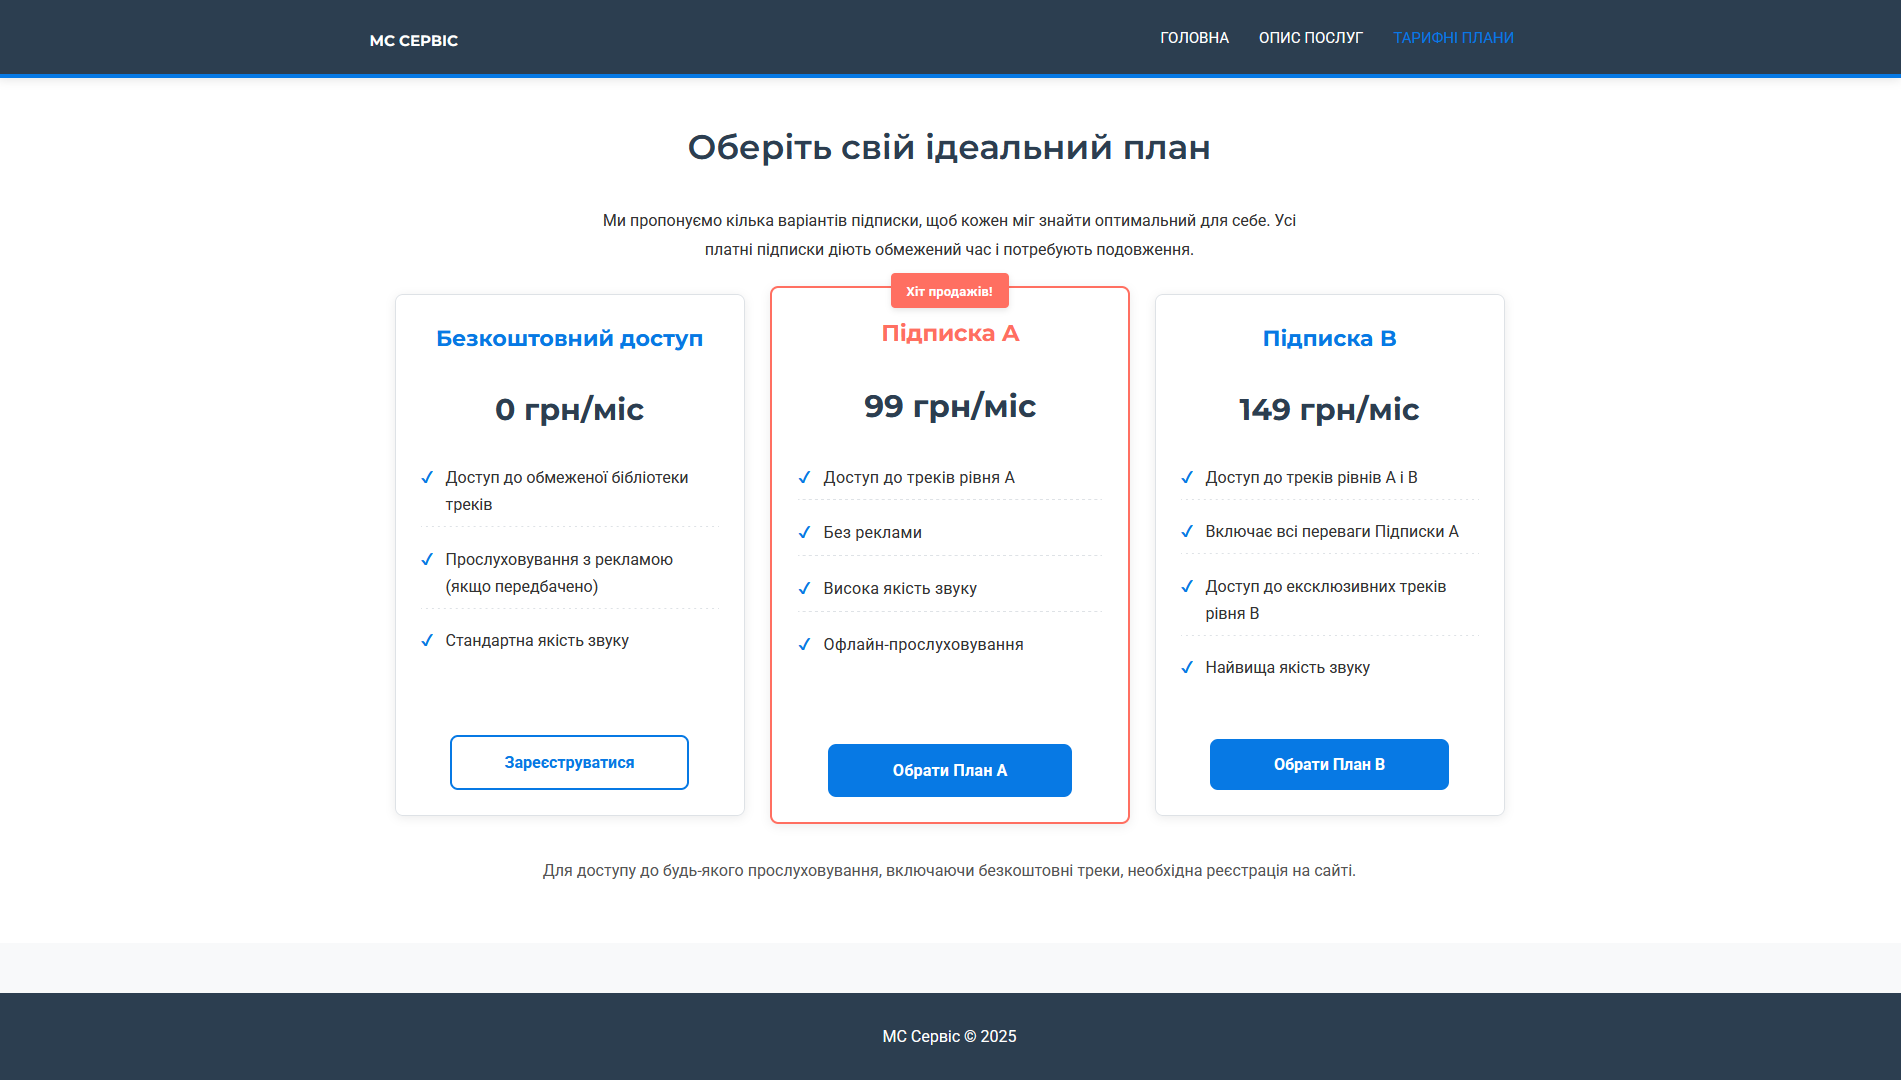 МС СЕРВІС
ГОЛОВНА
ОПИС ПОСЛУГ
ТАРИФНІ ПЛАНИ
Оберіть свій ідеальний план
Ми пропонуємо кілька варіантів підписки, щоб кожен міг знайти оптимальний для себе. Усі
платні підписки діють обмежений час і потребують подовження.
Безкоштовний доступ
0 грн/міс
Доступ до обмеженої бібліотеки
треків
Прослуховування з рекламою
(якщо передбачено)
Стандартна якість звуку
Зареєструватися
Хіт продажів!
Підписка А
99 грн/міс
Доступ до треків рівня А
Без реклами
Висока якість звуку
Офлайн-прослуховування
Обрати План А
Підписка В
149 грн/міс
Доступ до треків рівнів А і В
Включає всі переваги Підписки А
Доступ до ексклюзивних треків
рівня В
Найвища якість звуку
Обрати План В
Для доступу до будь-якого прослуховування, включаючи безкоштовні треки, необхідна реєстрація на сайті.
МС Сервіс © 2025